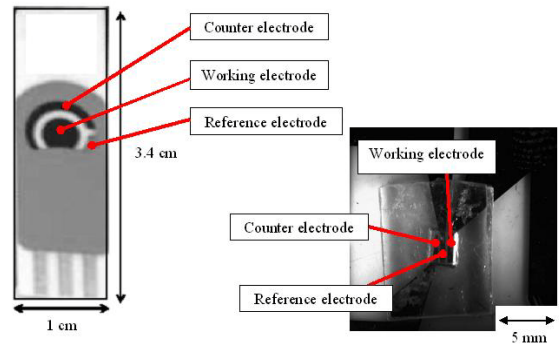 Counter electrode
Working electrode
Reference electrode
3.4 cm
1 cm
Working electrode
Counter electrode
Reference electrode
5 mm